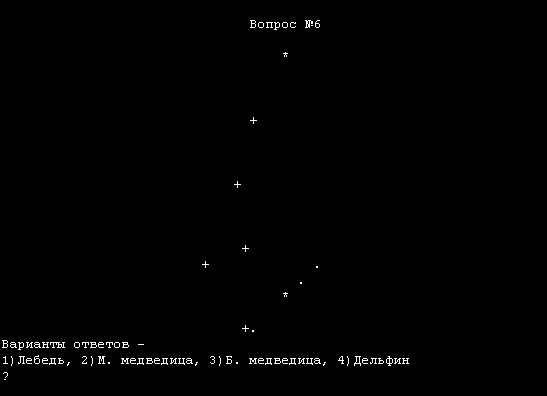 Вопрос №6
Варианты ответов -
1)Лебедь, 2)М. медведица, 3)Б. медведица, 4)Дельфин
?